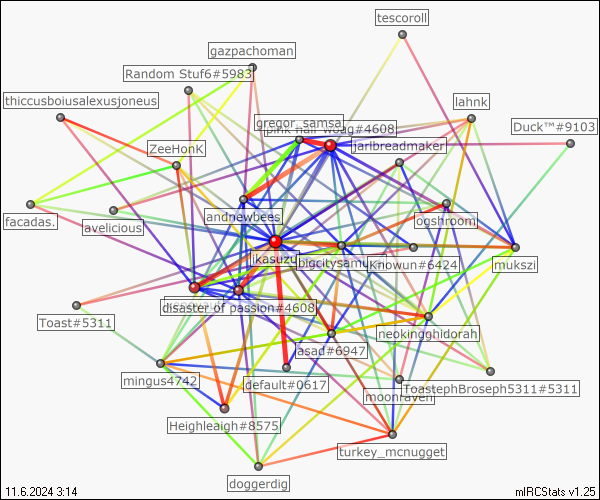 tescoroll
gazpachoman
Random Stuf6#5983
thiccusboiusalexusjoneus
lahnk
gregor_samsa
Duck™#9103
pink hair woag#4608
jarlbreadmaker
ZeeHonK
andnewbees
ogshroom
facadas.
avelicious
likasuzu
bigcitysamurai
Knowun#6424
mukszi
disaster of passion#4608
Toast#5311
neokingghidorah
asad#6947
mingus4742
default#0617
ToastephBroseph5311#5311
moonraven
Heighleaigh#8575
turkey_mcnugget
doggerdig
11.6.2024 3:14
mIRCStats v1.25